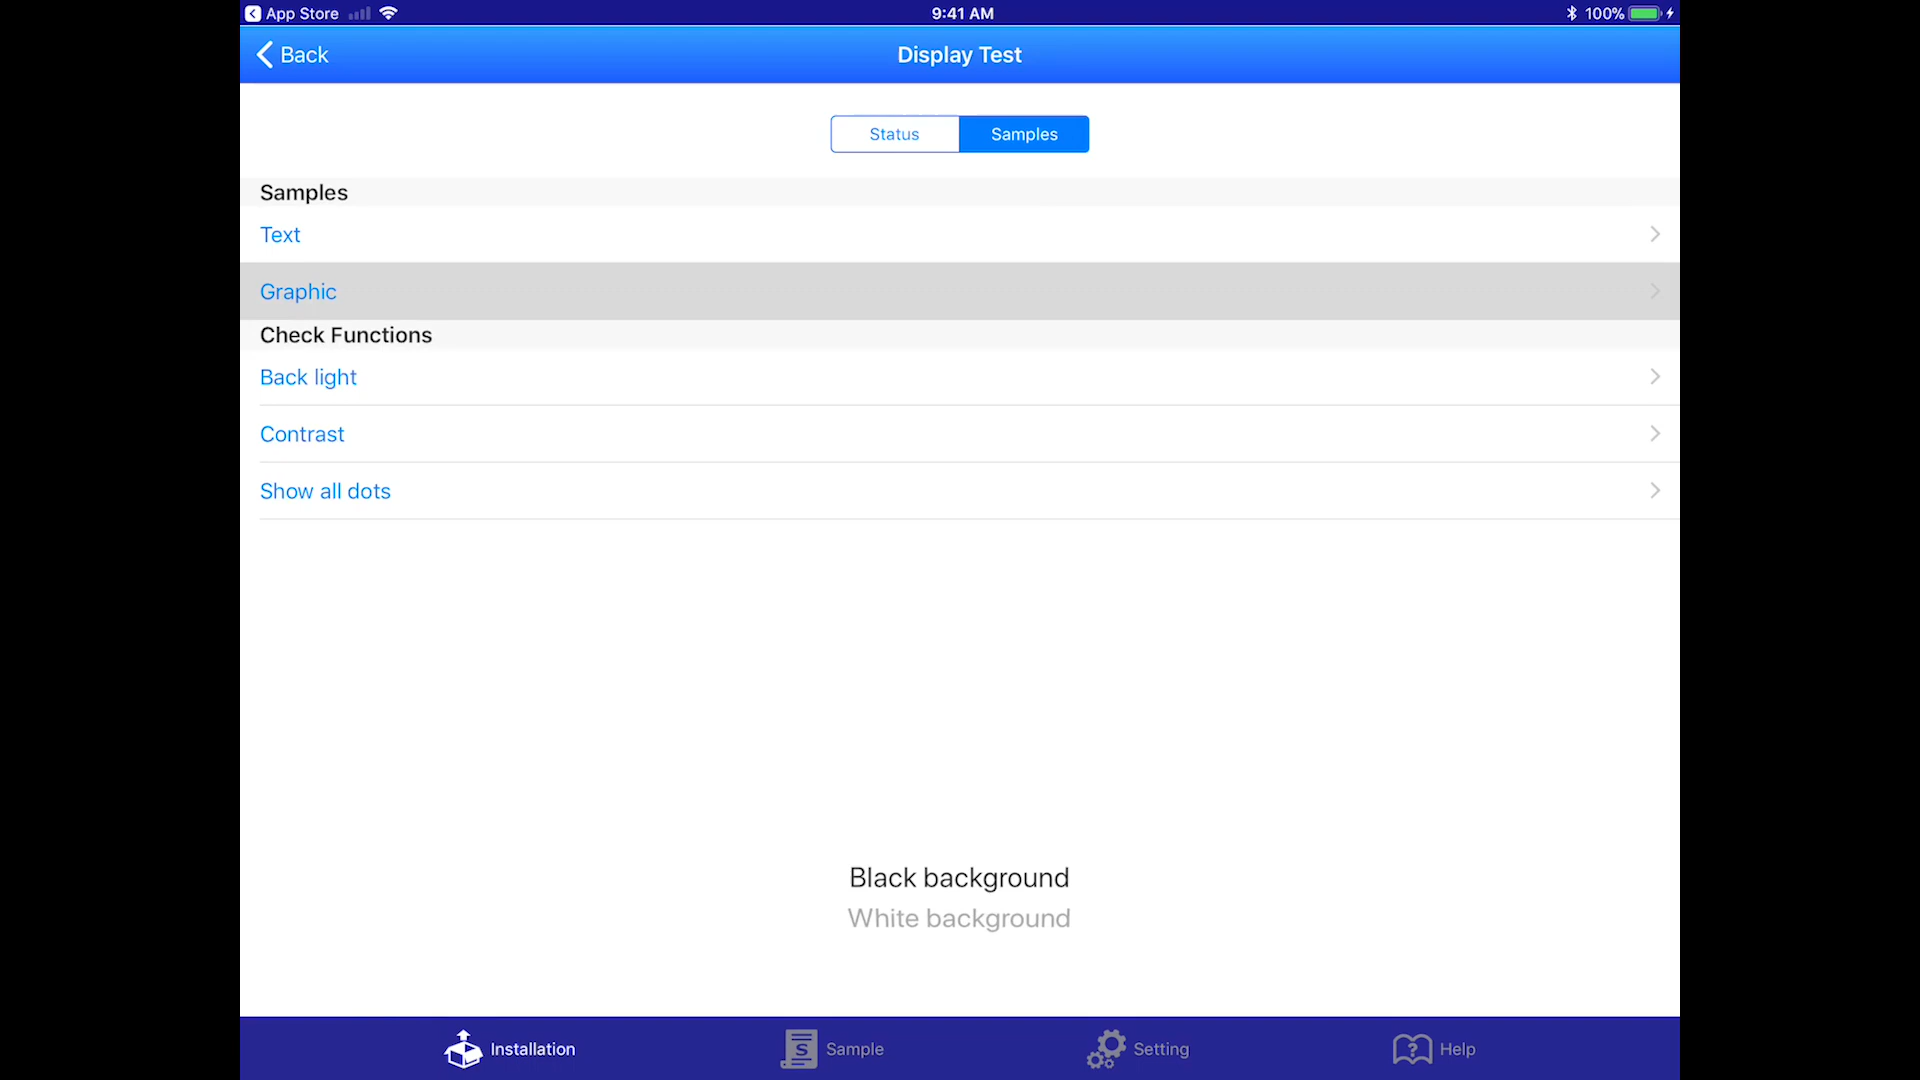 App Store
9:41 AM
100%
Back
Display Test
Status
Samples
Samples
Text
Graphic
Check Functions
Back light
Contrast
Show all dots
Black background
White background
Installation
S
Sample
Setting
?
Help